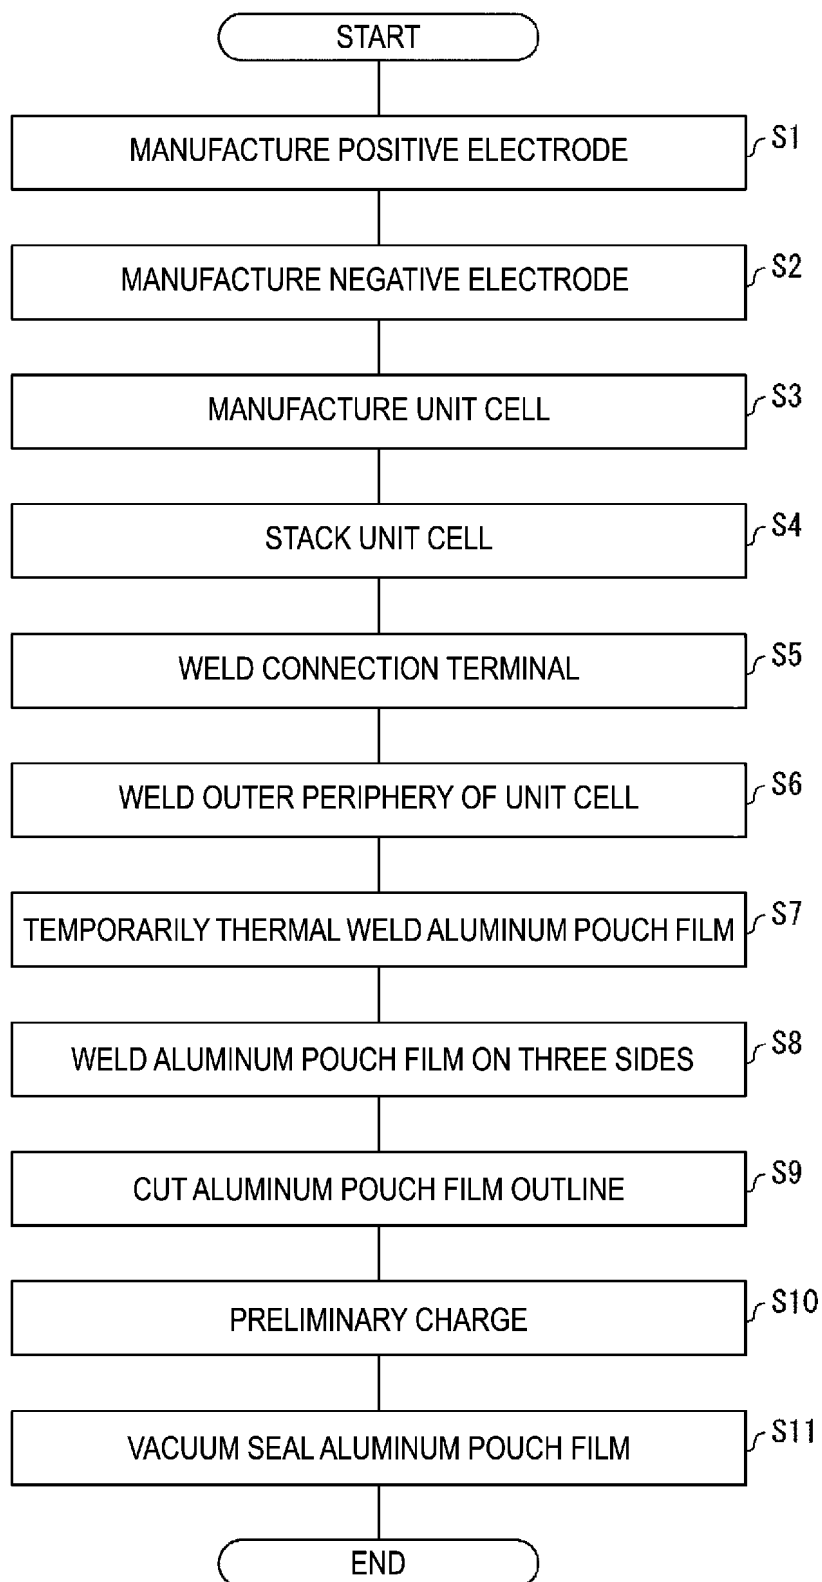 START
MANUFACTURE POSITIVE ELECTRODE
S1
MANUFACTURE NEGATIVE ELECTRODE
S2
MANUFACTURE UNIT CELL
S3
STACK UNIT CELL
S4
WELD CONNECTION TERMINAL
S5
WELD OUTER PERIPHERY OF UNIT CELL
S6
TEMPORARILY THERMAL WELD ALUMINUM POUCH FILM
S7
WELD ALUMINUM POUCH FILM ON THREE SIDES
S8
CUT ALUMINUM POUCH FILM OUTLINE
S9
PRELIMINARY CHARGE
S10
VACUUM SEAL ALUMINUM POUCH FILM
S11
END